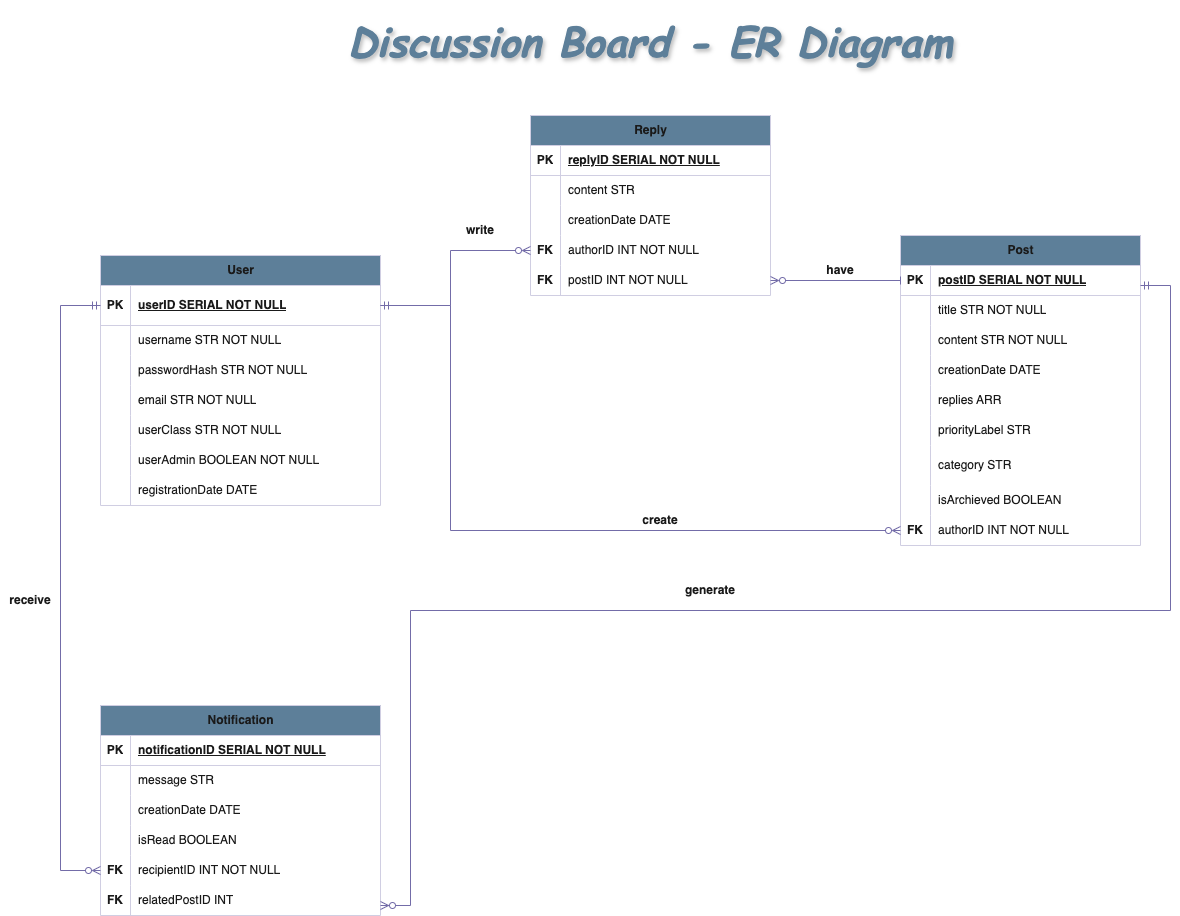 Discussion Board - ER Diagram
Reply
PK replyID SERIAL NOT NULL
content STR
creationDate DATE
FK authorID INT NOT NULL
FK postID INT NOT NULL
write
have
User
PK userID SERIAL NOT NULL
username STR NOT NULL
passwordHash STR NOT NULL
email STR NOT NULL
userClass STR NOT NULL
userAdmin BOOLEAN NOT NULL
registrationDate DATE
Post
PK postID SERIAL NOT NULL
title STR NOT NULL
content STR NOT NULL
creationDate DATE
replies ARR
priorityLabel STR
category STR
isArchieved BOOLEAN
FK authorID INT NOT NULL
create
generate
receive
Notification
PK notificationID SERIAL NOT NULL
message STR
creationDate DATE
isRead BOOLEAN
FK recipientID INT NOT NULL
FK relatedPostID INT